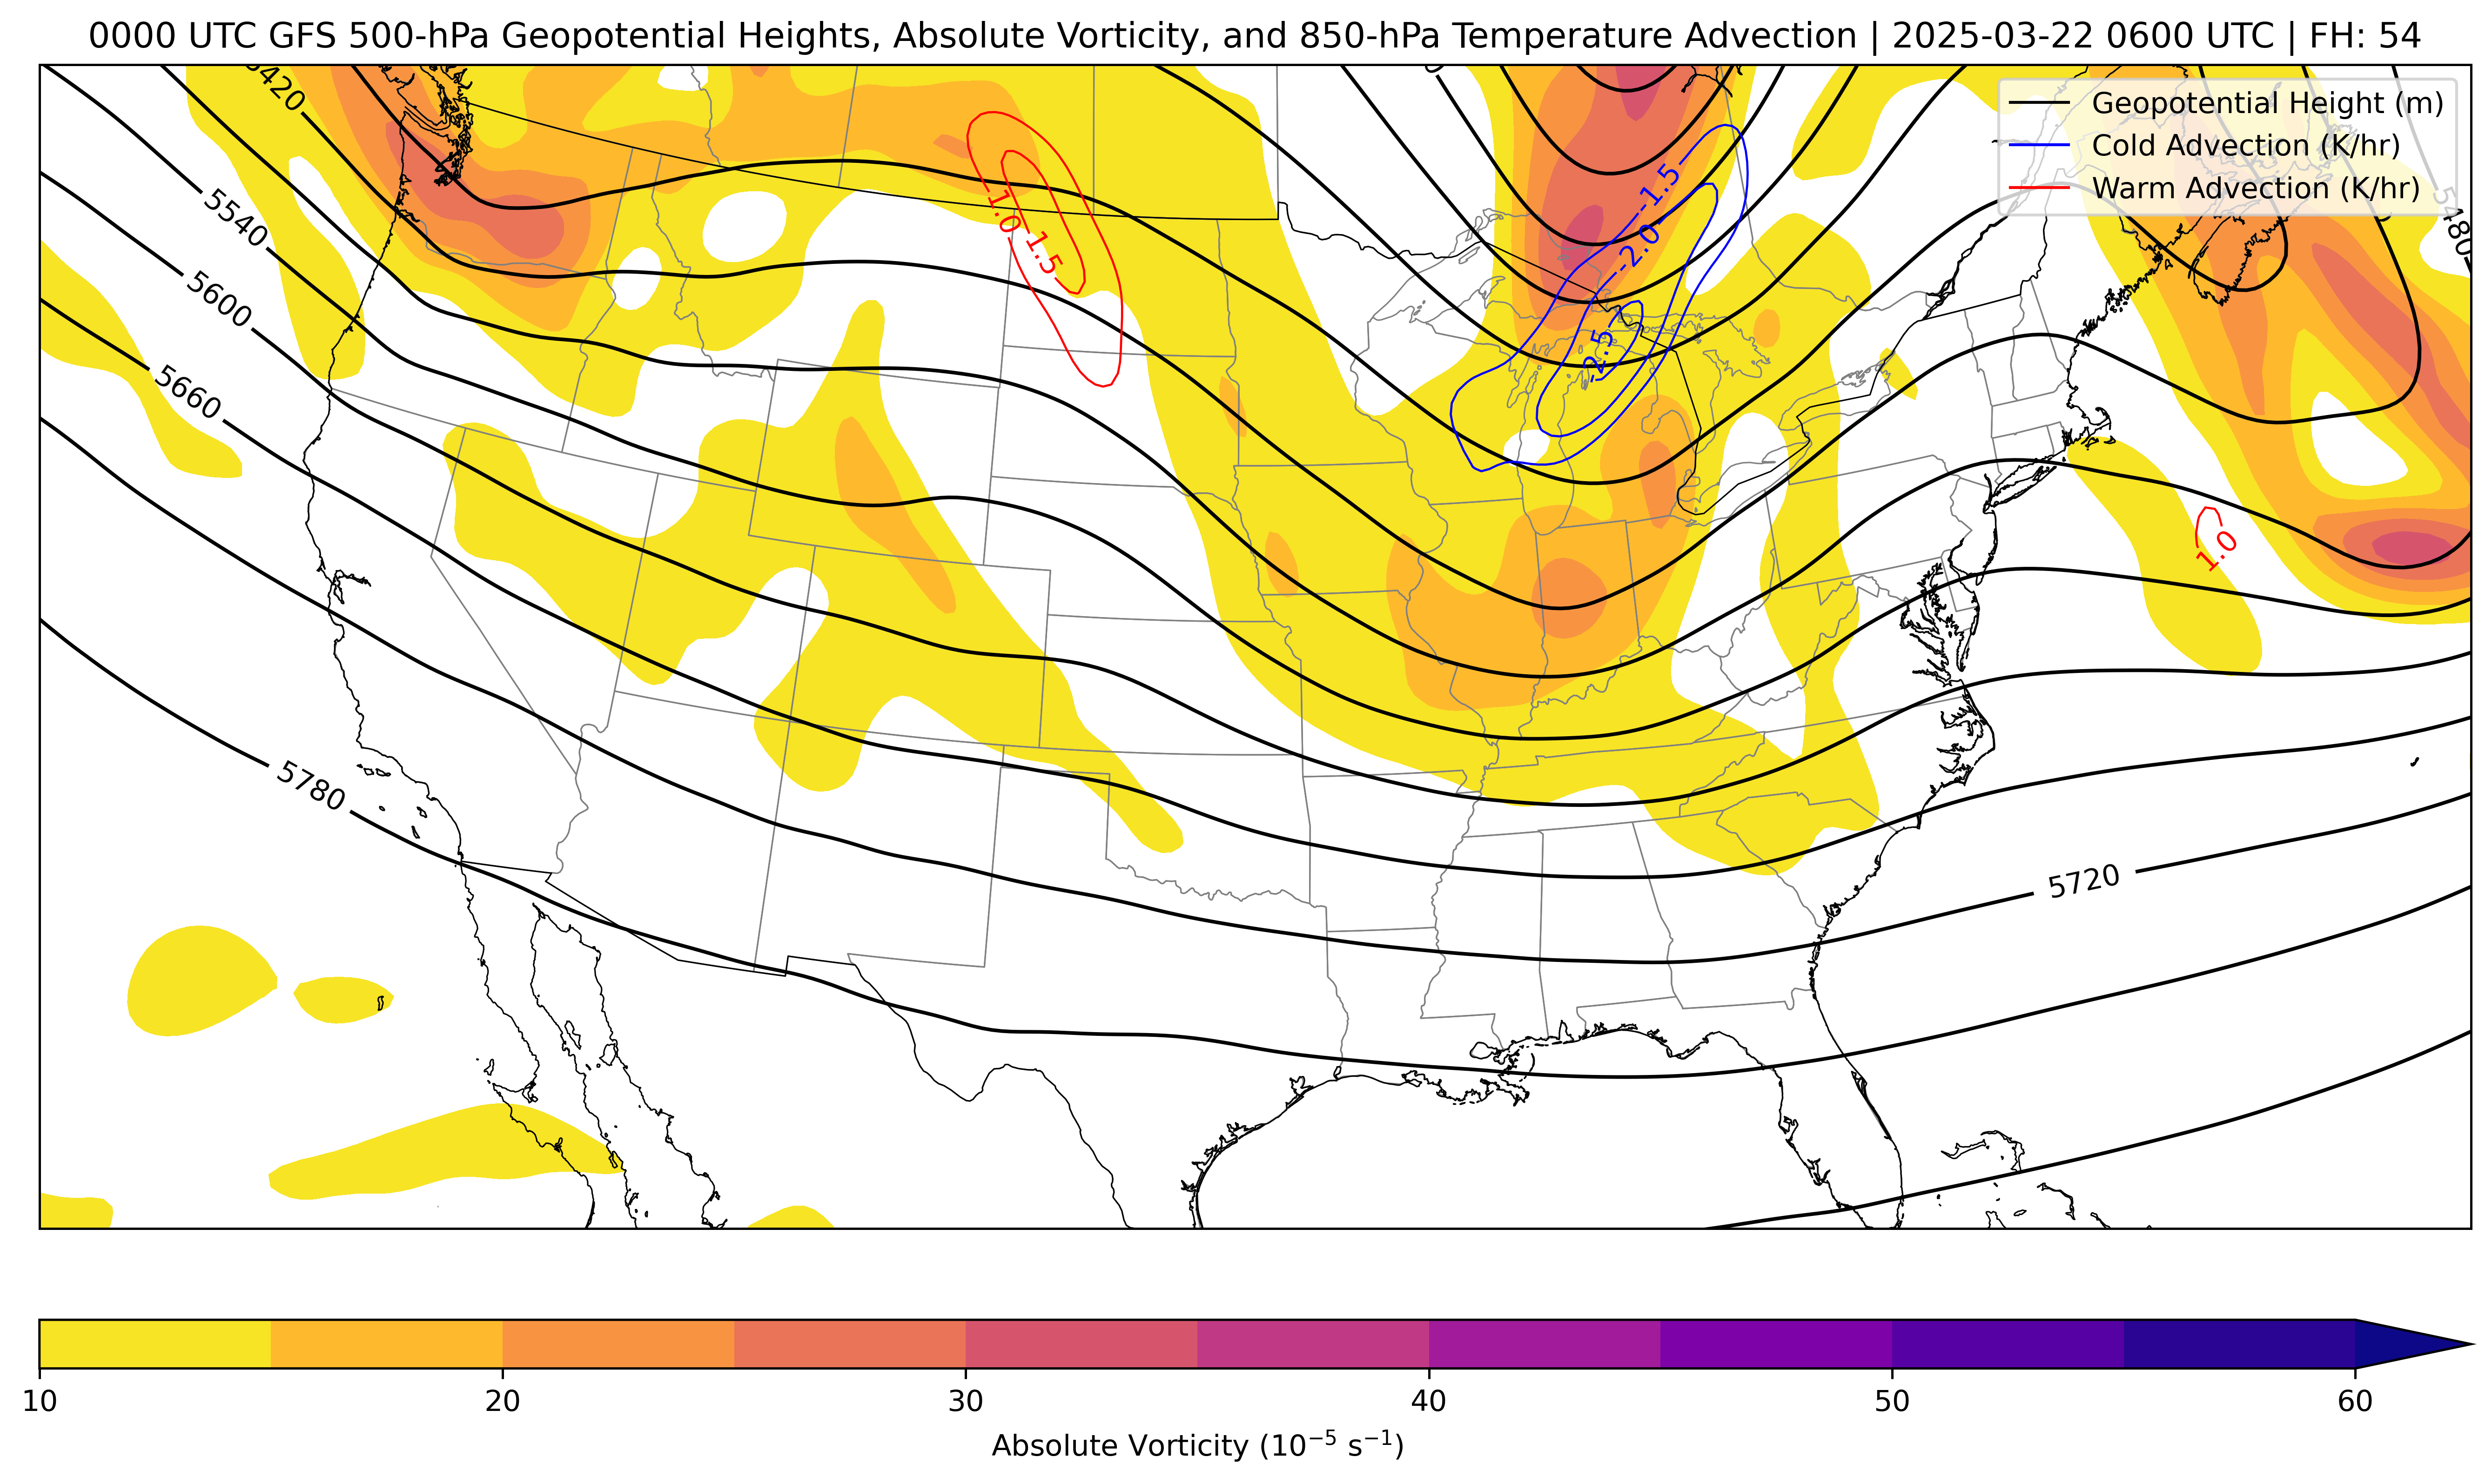 0000 UTC GFS 500-hPa Geopotential Heights, Absolute Vorticity, and 850-hPa Temperature Advection | 2025-03-22 0600 UTC | FH: 54
Geopotential Height (m)
Cold Advection (K/hr)
Warm Advection (K/hr)
5420
5480
5540
5600
5660
5720
5780
1.0
1.5
-1.5
-2.0
-2.5
1.0
10 20 30 40 50 60
Absolute Vorticity (10⁻⁵ s⁻¹)